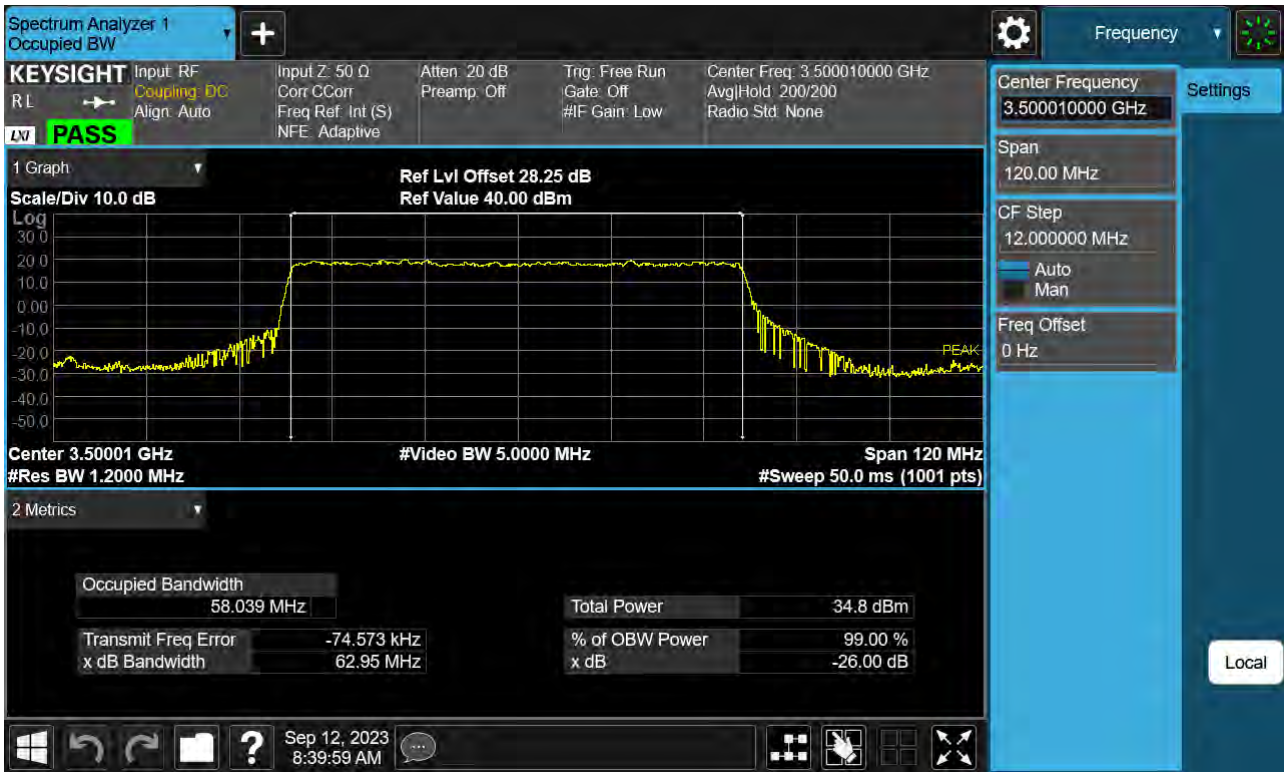 Spectrum Analyzer 1
Occupied BW
Frequency
KEYSIGHT
RL
LXI
PASS
Input: RF
Coupling: DC
Align: Auto
Input Z: 50 Ω
Corr CCorr
Freq Ref: Int (S)
NFE: Adaptive
Atten: 20 dB
Preamp: Off
Trig: Free Run
Gate: Off
#IF Gain: Low
Center Freq: 3.500010000 GHz
Avg|Hold: 200/200
Radio Std: None
Center Frequency
3.500010000 GHz
Settings
Span
120.00 MHz
CF Step
12.000000 MHz
Auto
Man
Freq Offset
0 Hz
Local
1 Graph
Scale/Div 10.0 dB
Ref Lvl Offset 28.25 dB
Ref Value 40.00 dBm
Log
30.0
20.0
10.0
0.00
-10.0
-20.0
-30.0
-40.0
-50.0
PEAK
Center 3.50001 GHz
#Video BW 5.0000 MHz
Span 120 MHz
#Res BW 1.2000 MHz
#Sweep 50.0 ms (1001 pts)
2 Metrics
Occupied Bandwidth
58.039 MHz
Total Power 34.8 dBm
Transmit Freq Error -74.573 kHz
% of OBW Power 99.00 %
x dB Bandwidth 62.95 MHz
x dB -26.00 dB
?
Sep 12, 2023
8:39:59 AM